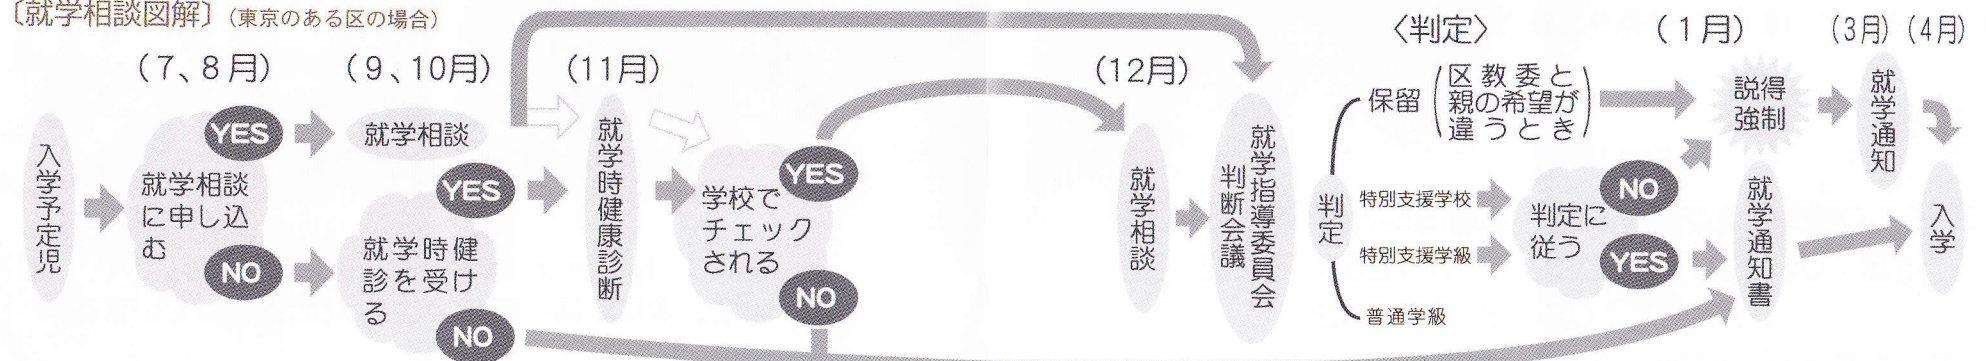 〔就学相談図解〕(東京のある区の場合)
(7、8月)
(9、10月)
(11月)
(12月)
〈判定〉
(1月)
(3月)
(4月)
入学予定児
就学相談
に申し込
む
YES
NO
就学相談
就学時健
診を受け
る
YES
NO
就学時健康診断
学校で
チェック
される
YES
NO
就学相談
就学指導委員会
判断会議
判定
保留
区教委と
親の希望が
違うとき
特別支援学校
特別支援学級
普通学級
判定に
従う
NO
YES
説得
強制
就学通知
就学通知書
入学